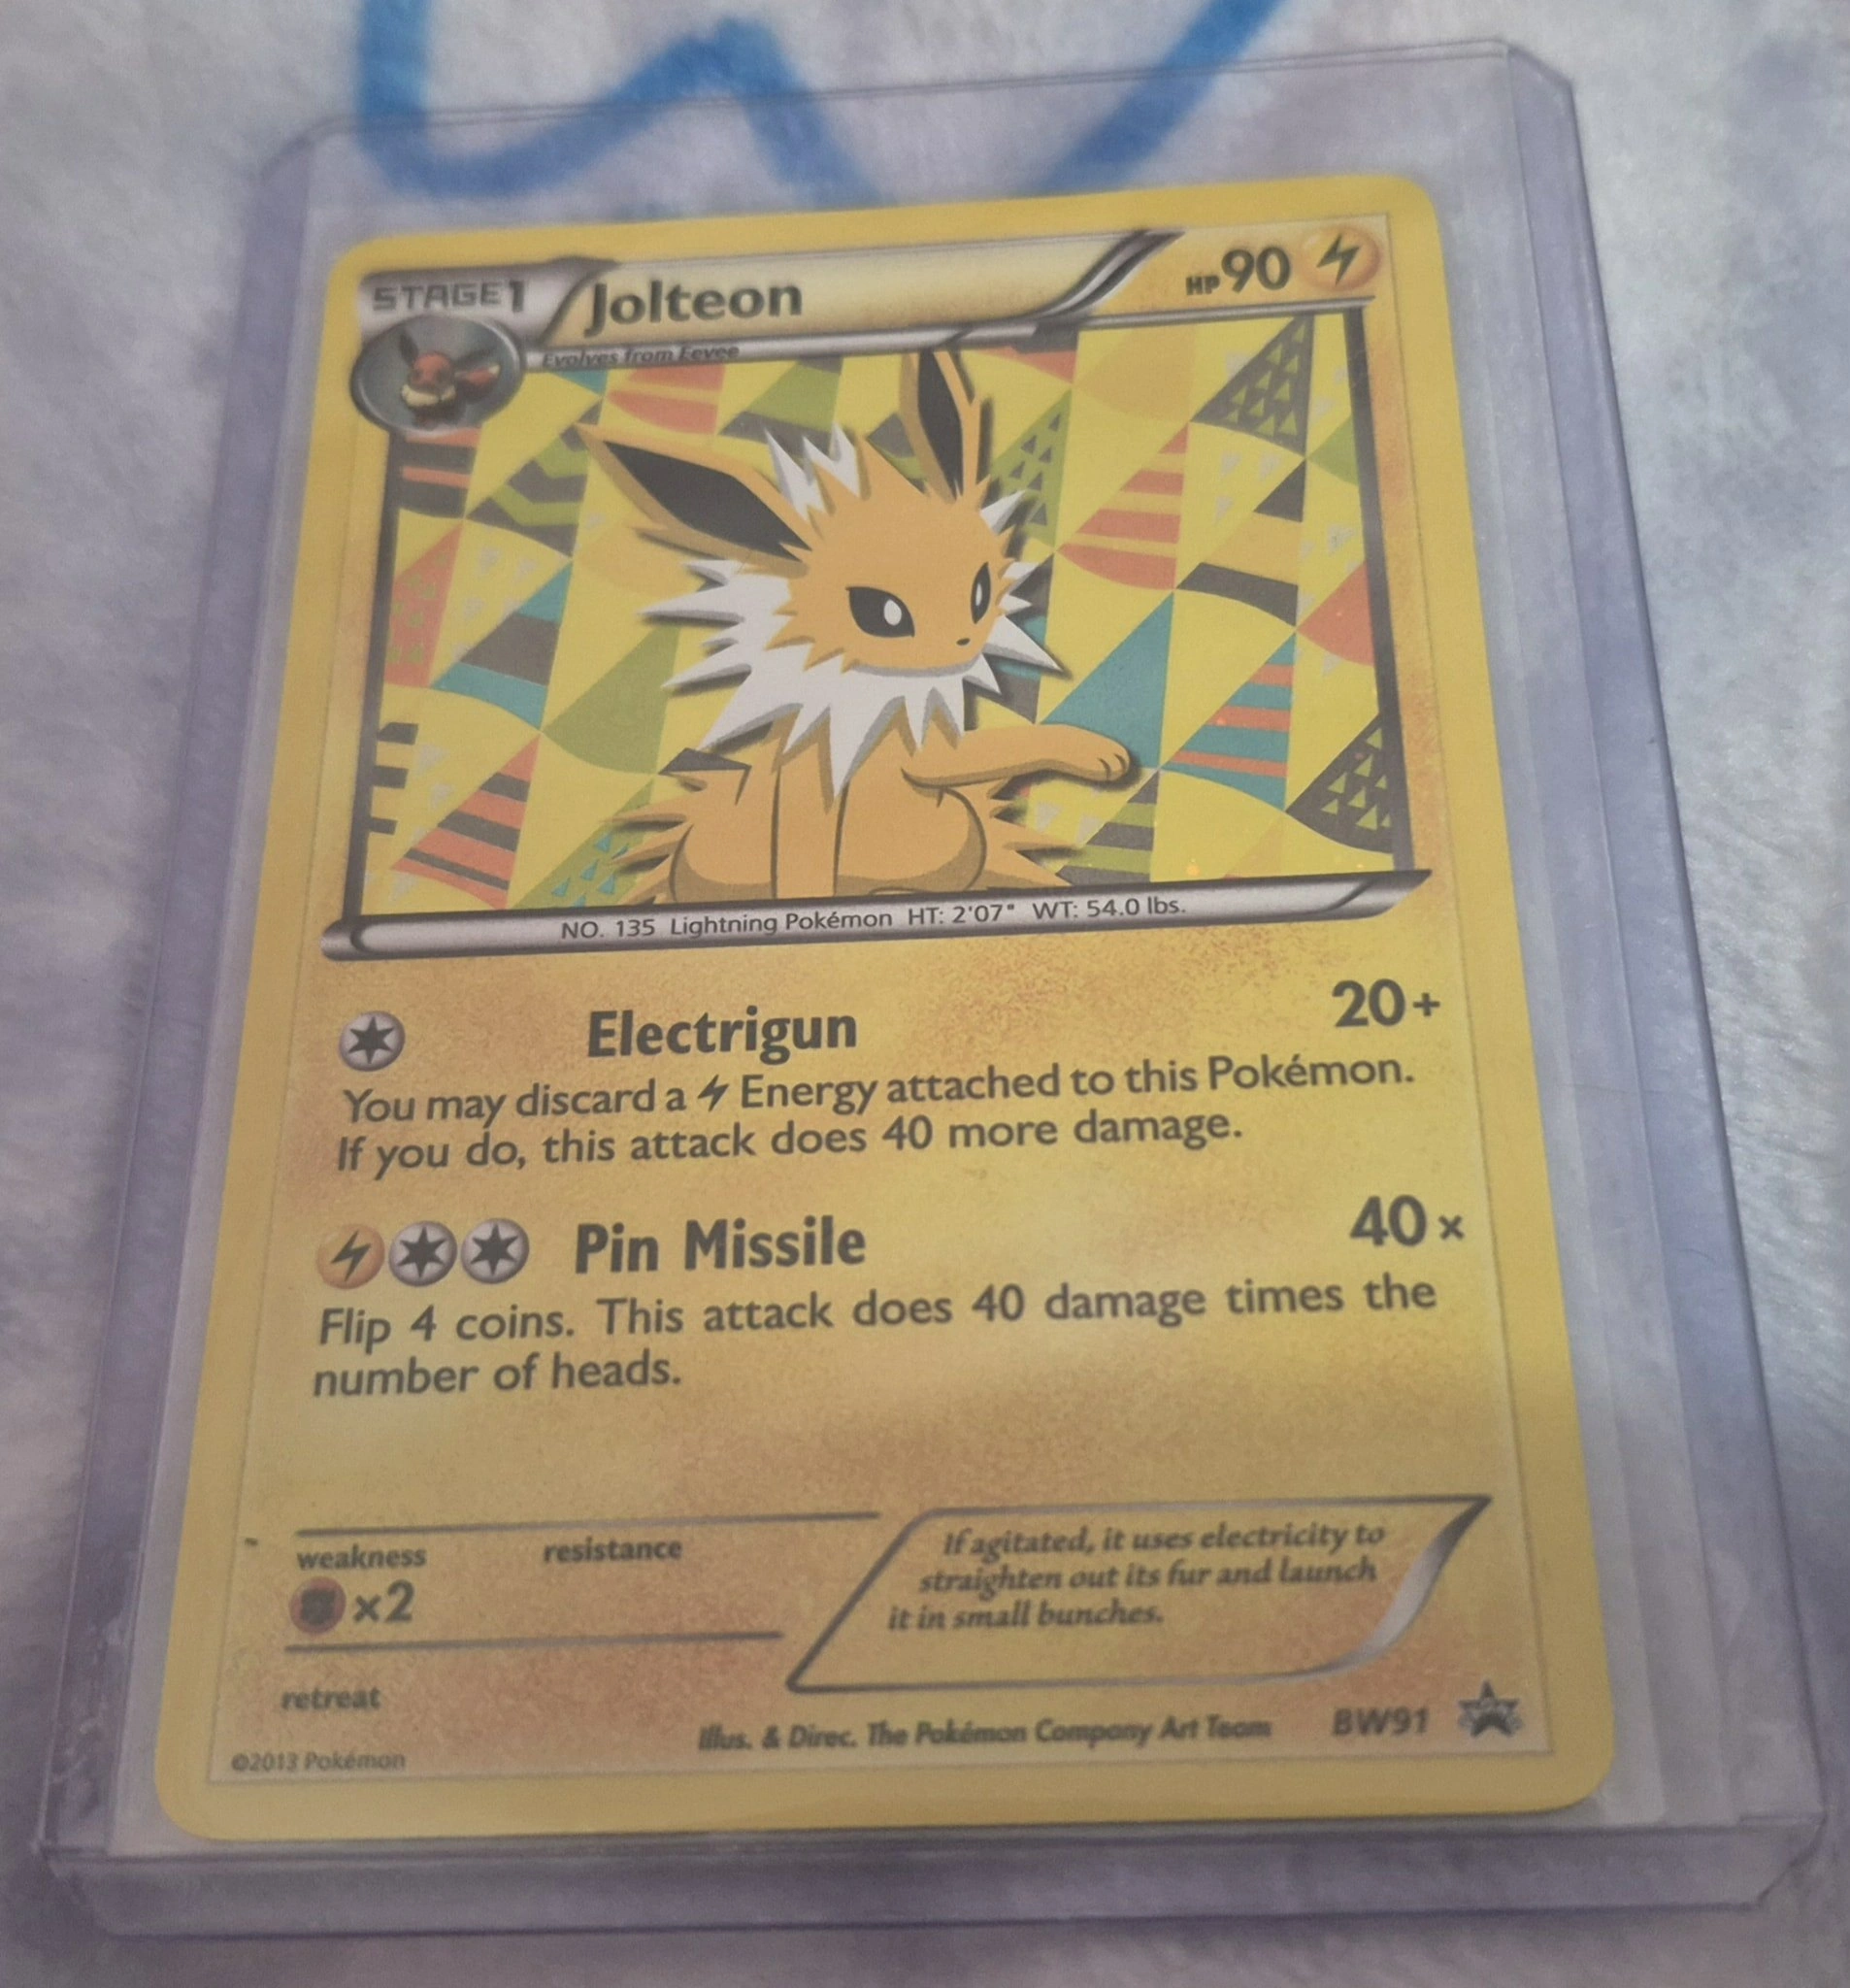 STAGE1 Jolteon HP90
Evolves from Eevee
NO. 135 Lightning Pokémon HT: 2'07" WT: 54.0 lbs.
Electrigun 20+
You may discard a Energy attached to this Pokémon.
If you do, this attack does 40 more damage.
Pin Missile 40×
Flip 4 coins. This attack does 40 damage times the
number of heads.
weakness resistance
×2
If agitated, it uses electricity to
straighten out its fur and launch
it in small bunches.
retreat
Illus. & Direc. The Pokémon Company Art Team BW91
©2013 Pokémon